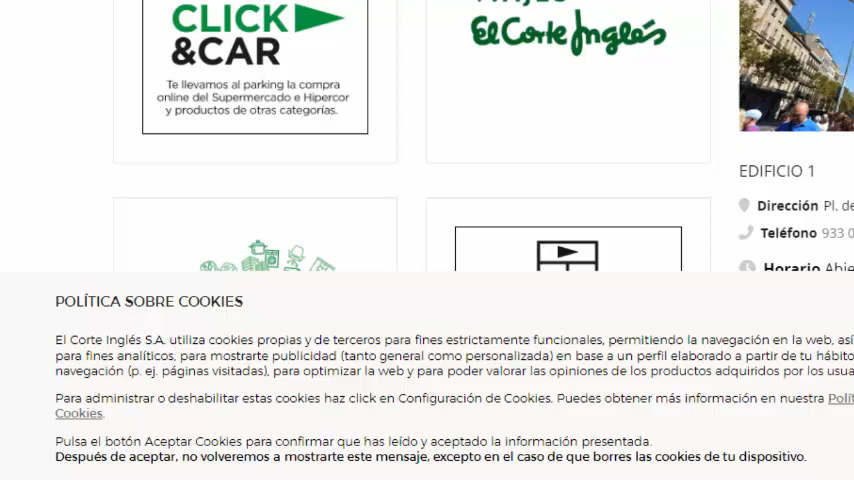 CLICK
&CAR
Te llevamos al parking la compra
online del Supermercado e Hipercor
y productos de otras categorías.
El Corte Inglés
EDIFICIO 1
Dirección Pl. de
Teléfono 933 0
Horario Abie
POLÍTICA SOBRE COOKIES
El Corte Inglés S.A. utiliza cookies propias y de terceros para fines estrictamente funcionales, permitiendo la navegación en la web, así
para fines analíticos, para mostrarte publicidad (tanto general como personalizada) en base a un perfil elaborado a partir de tu hábito
navegación (p. ej. páginas visitadas), para optimizar la web y para poder valorar las opiniones de los productos adquiridos por los usua
Para administrar o deshabilitar estas cookies haz click en Configuración de Cookies. Puedes obtener más información en nuestra Polít
Cookies.
Pulsa el botón Aceptar Cookies para confirmar que has leído y aceptado la información presentada.
Después de aceptar, no volveremos a mostrarte este mensaje, excepto en el caso de que borres las cookies de tu dispositivo.